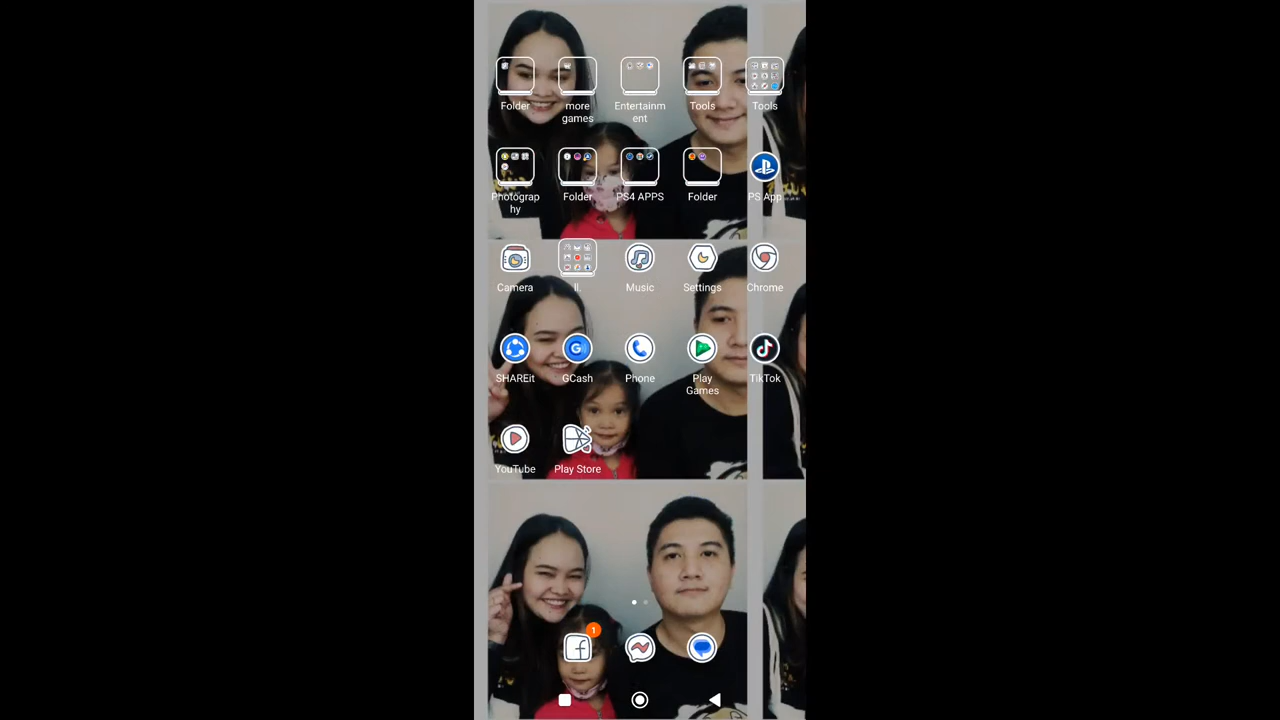 Folder
more
games
Entertainm
ent
Tools
Tools
Photograp
hy
Folder
PS4 APPS
Folder
PS App
Camera
II.
Music
Settings
Chrome
SHAREit
GCash
Phone
Play
Games
TikTok
YouTube
Play Store
1